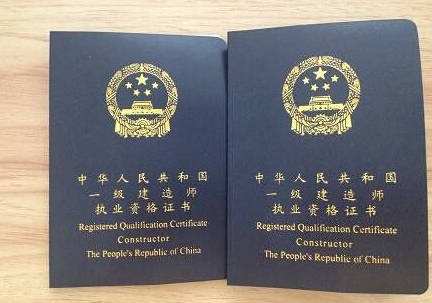 中华人民共和国
一级建造师
执业资格证书
Registered Qualification Certificate
Constructor
The People's Republic of China
中华人民共和国
一级建造师
执业资格证书
Registered Qualification Certificate
Constructor
The People's Republic of China